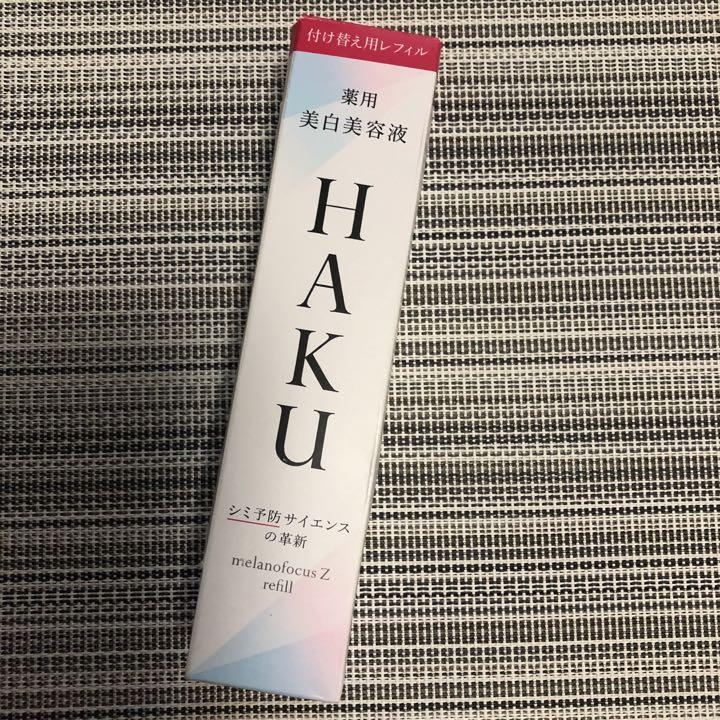 付け替え用レフィル
薬用
美白美容液
HAKU
シミ予防サイエンス
の革新
melanofocus Z
refill